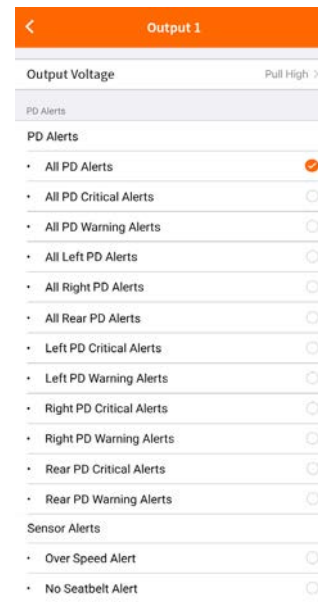 Output 1
Output Voltage Pull High >
PD Alerts
PD Alerts
• All PD Alerts
• All PD Critical Alerts
• All PD Warning Alerts
• All Left PD Alerts
• All Right PD Alerts
• All Rear PD Alerts
• Left PD Critical Alerts
• Left PD Warning Alerts
• Right PD Critical Alerts
• Right PD Warning Alerts
• Rear PD Critical Alerts
• Rear PD Warning Alerts
Sensor Alerts
• Over Speed Alert
• No Seatbelt Alert